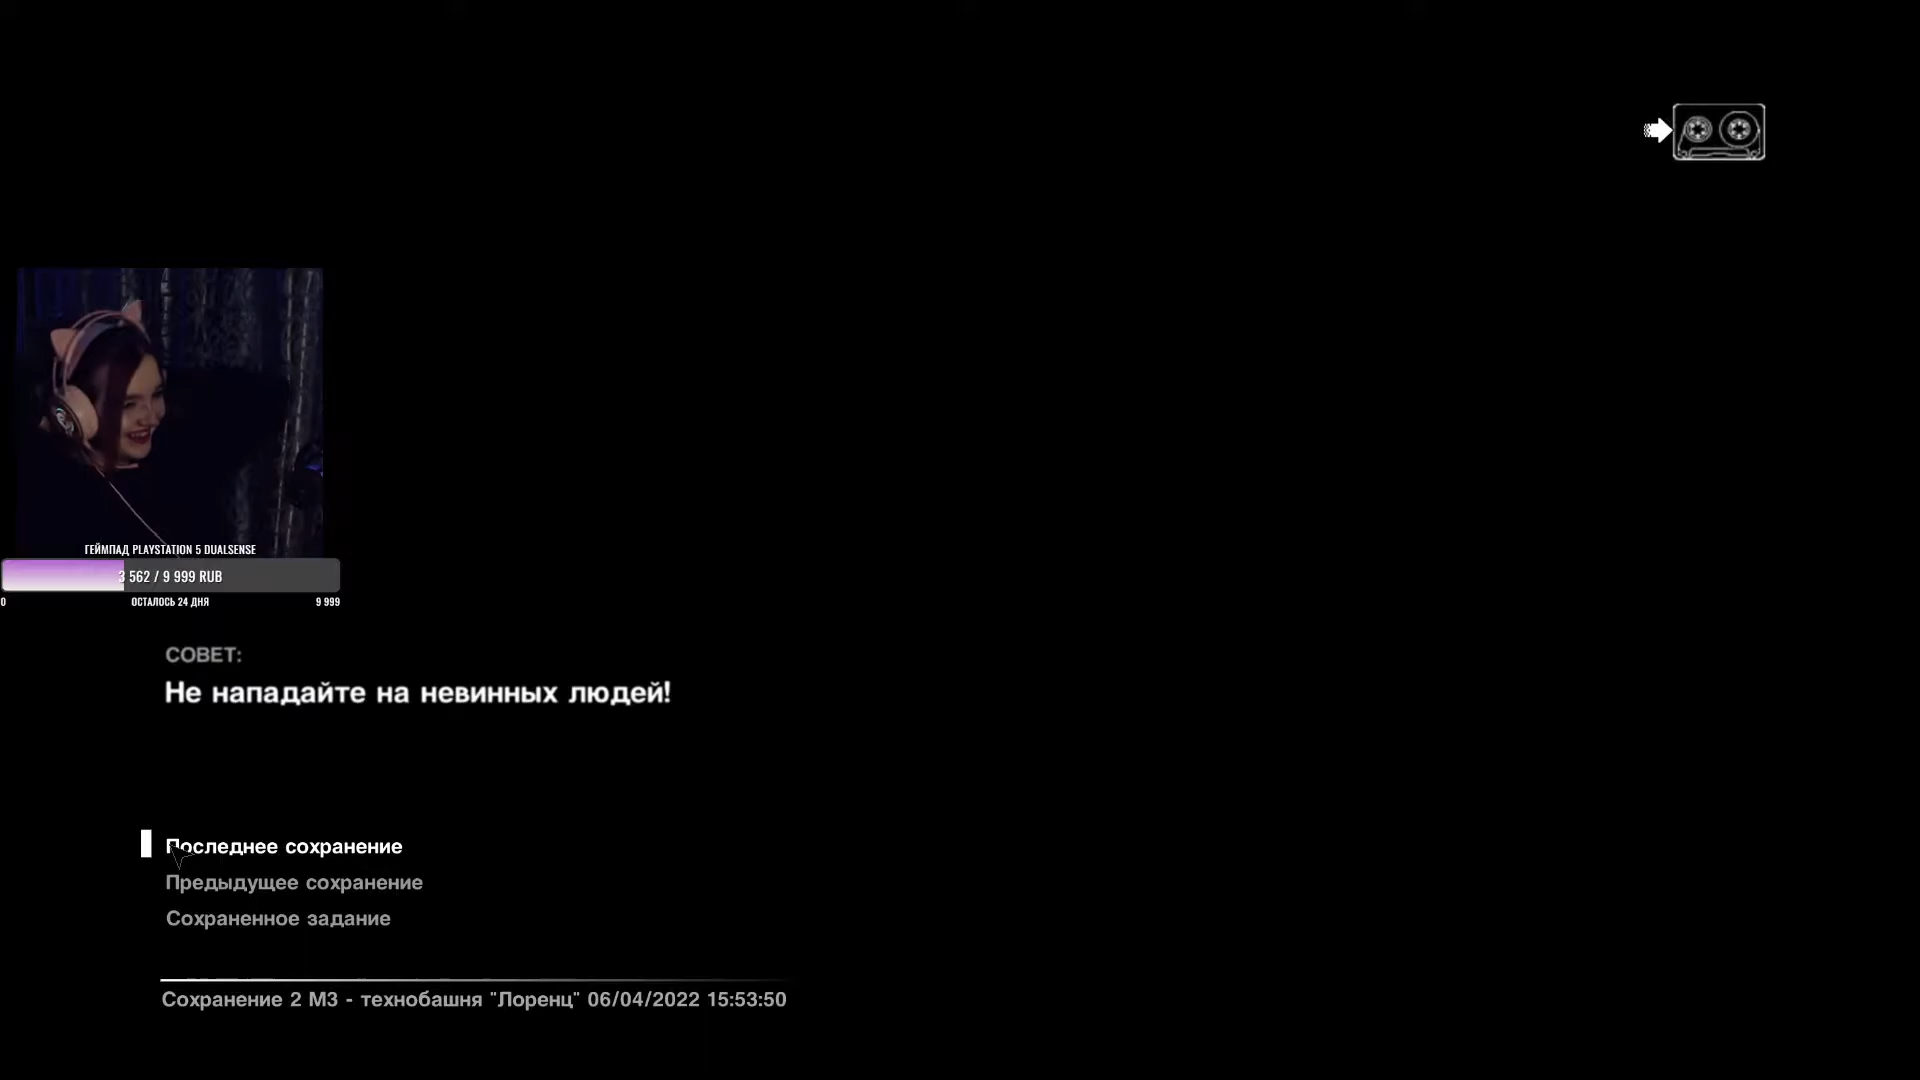 ГЕЙМПАД PLAYSTATION 5 DUALSENSE
3 562 / 9 999 RUB
0 ОСТАЛОСЬ 24 ДНЯ 9 999
СОВЕТ:
Не нападайте на невинных людей!
Последнее сохранение
Предыдущее сохранение
Сохраненное задание
Сохранение 2 М3 - технобашня "Лоренц" 06/04/2022 15:53:50